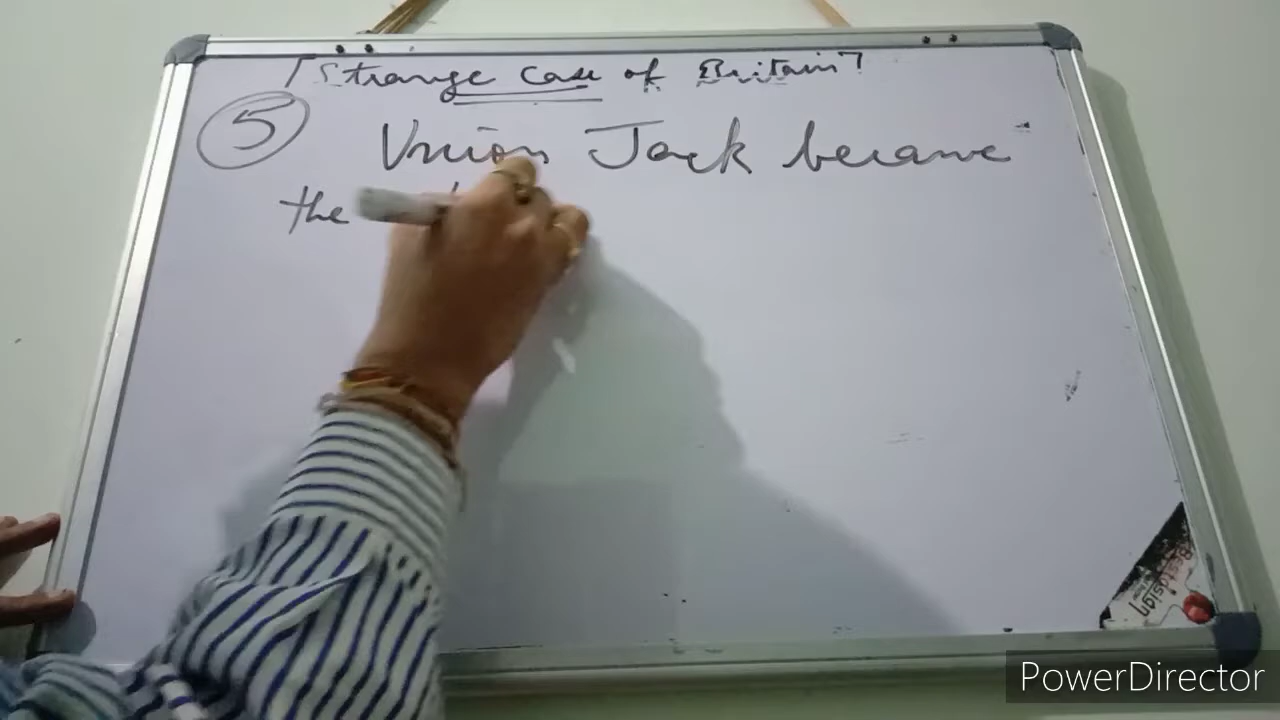 「Strange Case of Britain」
5 Union Jack became
the
PowerDirector